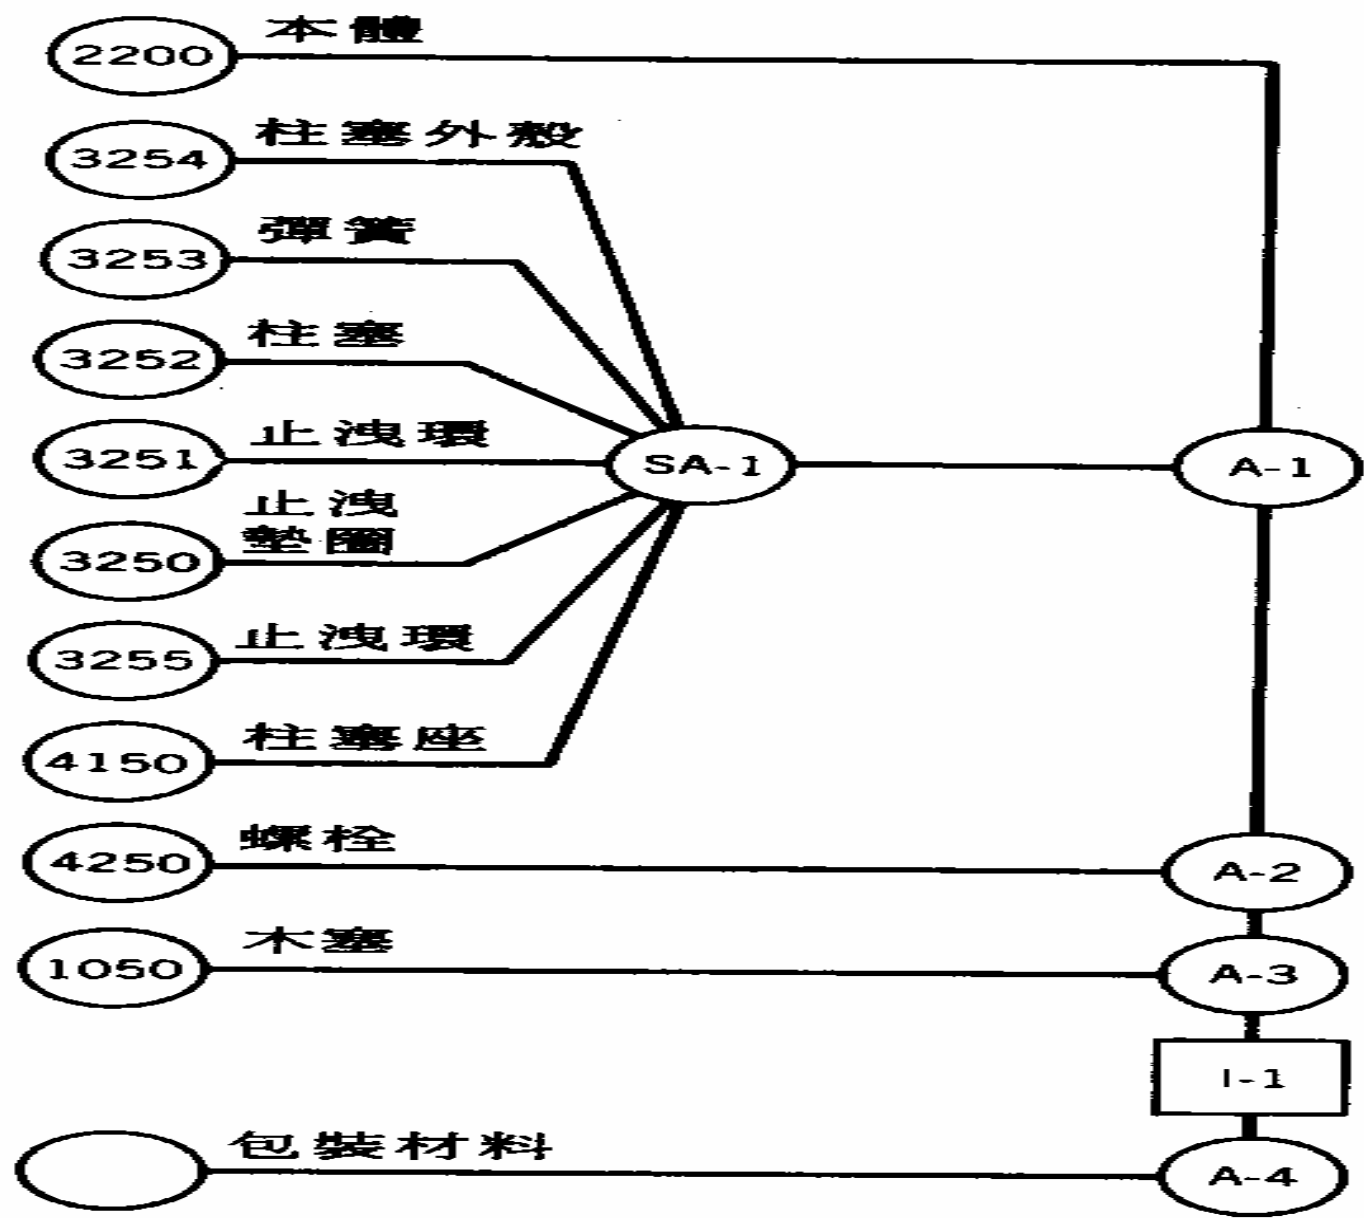 本體
2200
柱塞外殼
3254
彈簧
3253
柱塞
3252
止洩環
3251
SA-1
A-1
止洩
墊圈
3250
止洩環
3255
柱塞座
4150
螺栓
4250
A-2
木塞
1050
A-3
I-1
包裝材料
A-4